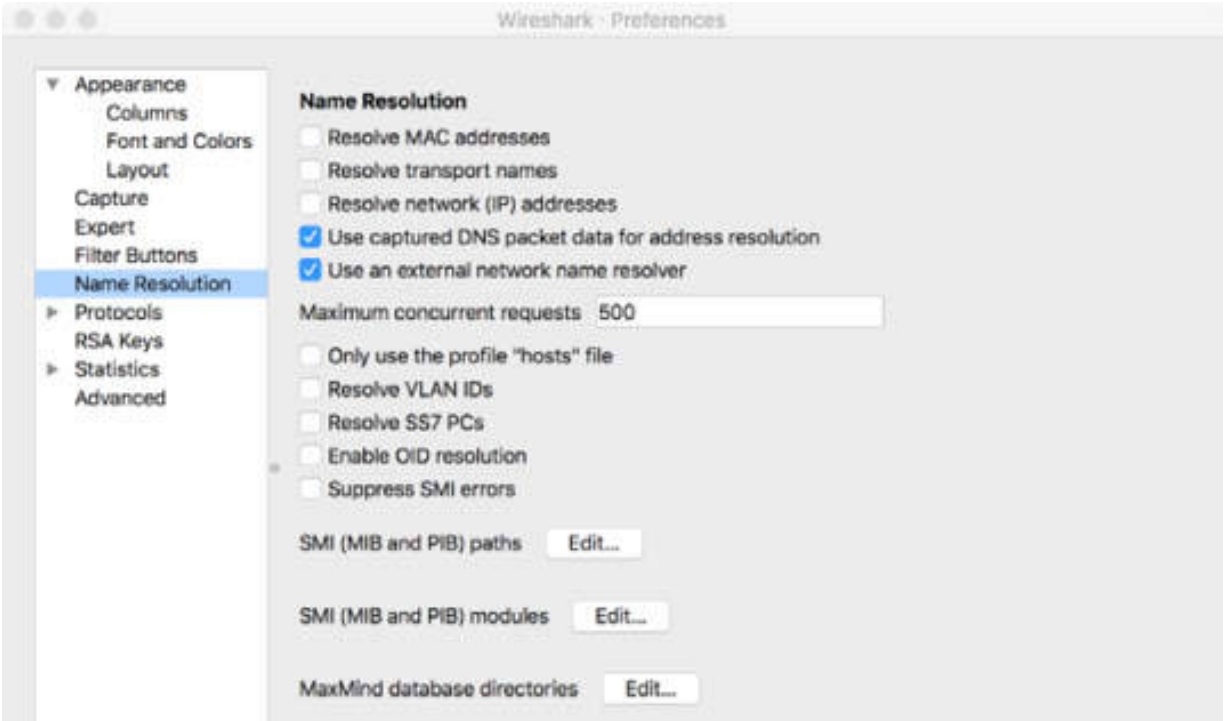 Wireshark · Preferences
Appearance
Columns
Font and Colors
Layout
Capture
Expert
Filter Buttons
Name Resolution
Protocols
RSA Keys
Statistics
Advanced
Name Resolution
Resolve MAC addresses
Resolve transport names
Resolve network (IP) addresses
Use captured DNS packet data for address resolution
Use an external network name resolver
Maximum concurrent requests 500
Only use the profile "hosts" file
Resolve VLAN IDs
Resolve SS7 PCs
Enable OID resolution
Suppress SMI errors
SMI (MIB and PIB) paths Edit...
SMI (MIB and PIB) modules Edit...
MaxMind database directories Edit...